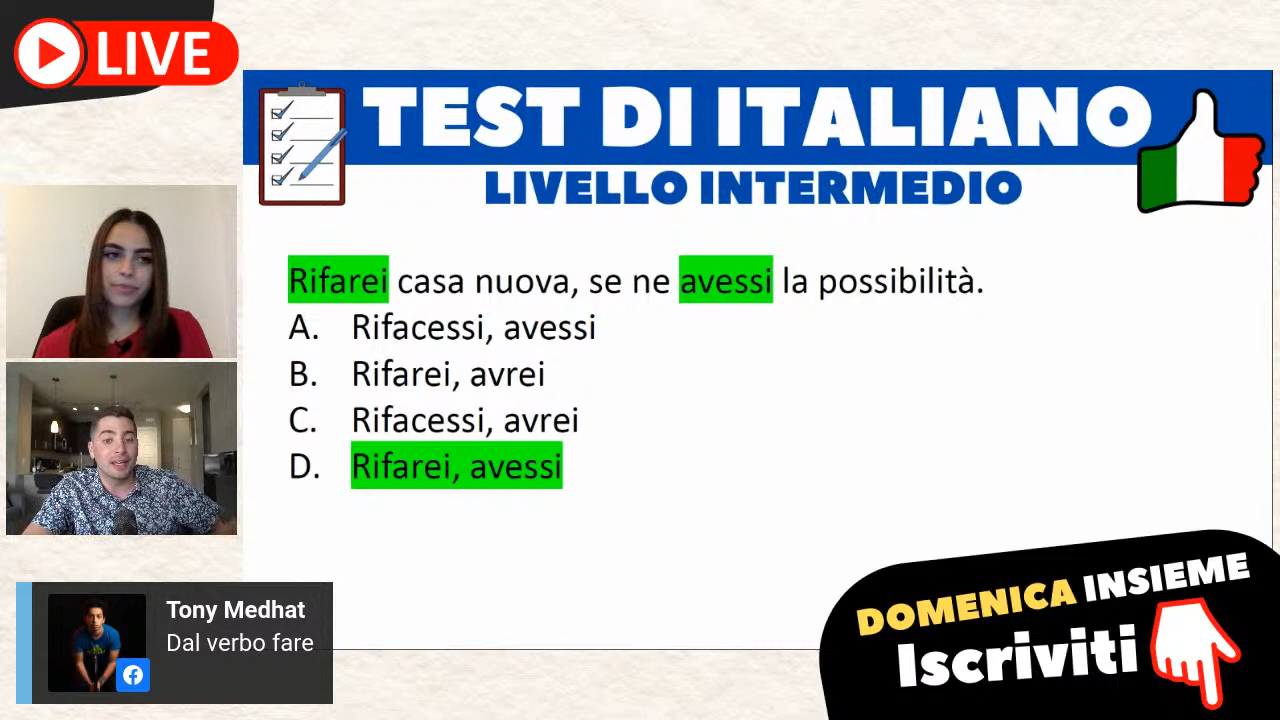 LIVE
TEST DI ITALIANO
LIVELLO INTERMEDIO
Rifarei casa nuova, se ne avessi la possibilità.
A. Rifacessi, avessi
B. Rifarei, avrei
C. Rifacessi, avrei
D. Rifarei, avessi
Tony Medhat
Dal verbo fare
DOMENICA INSIEME
Iscriviti